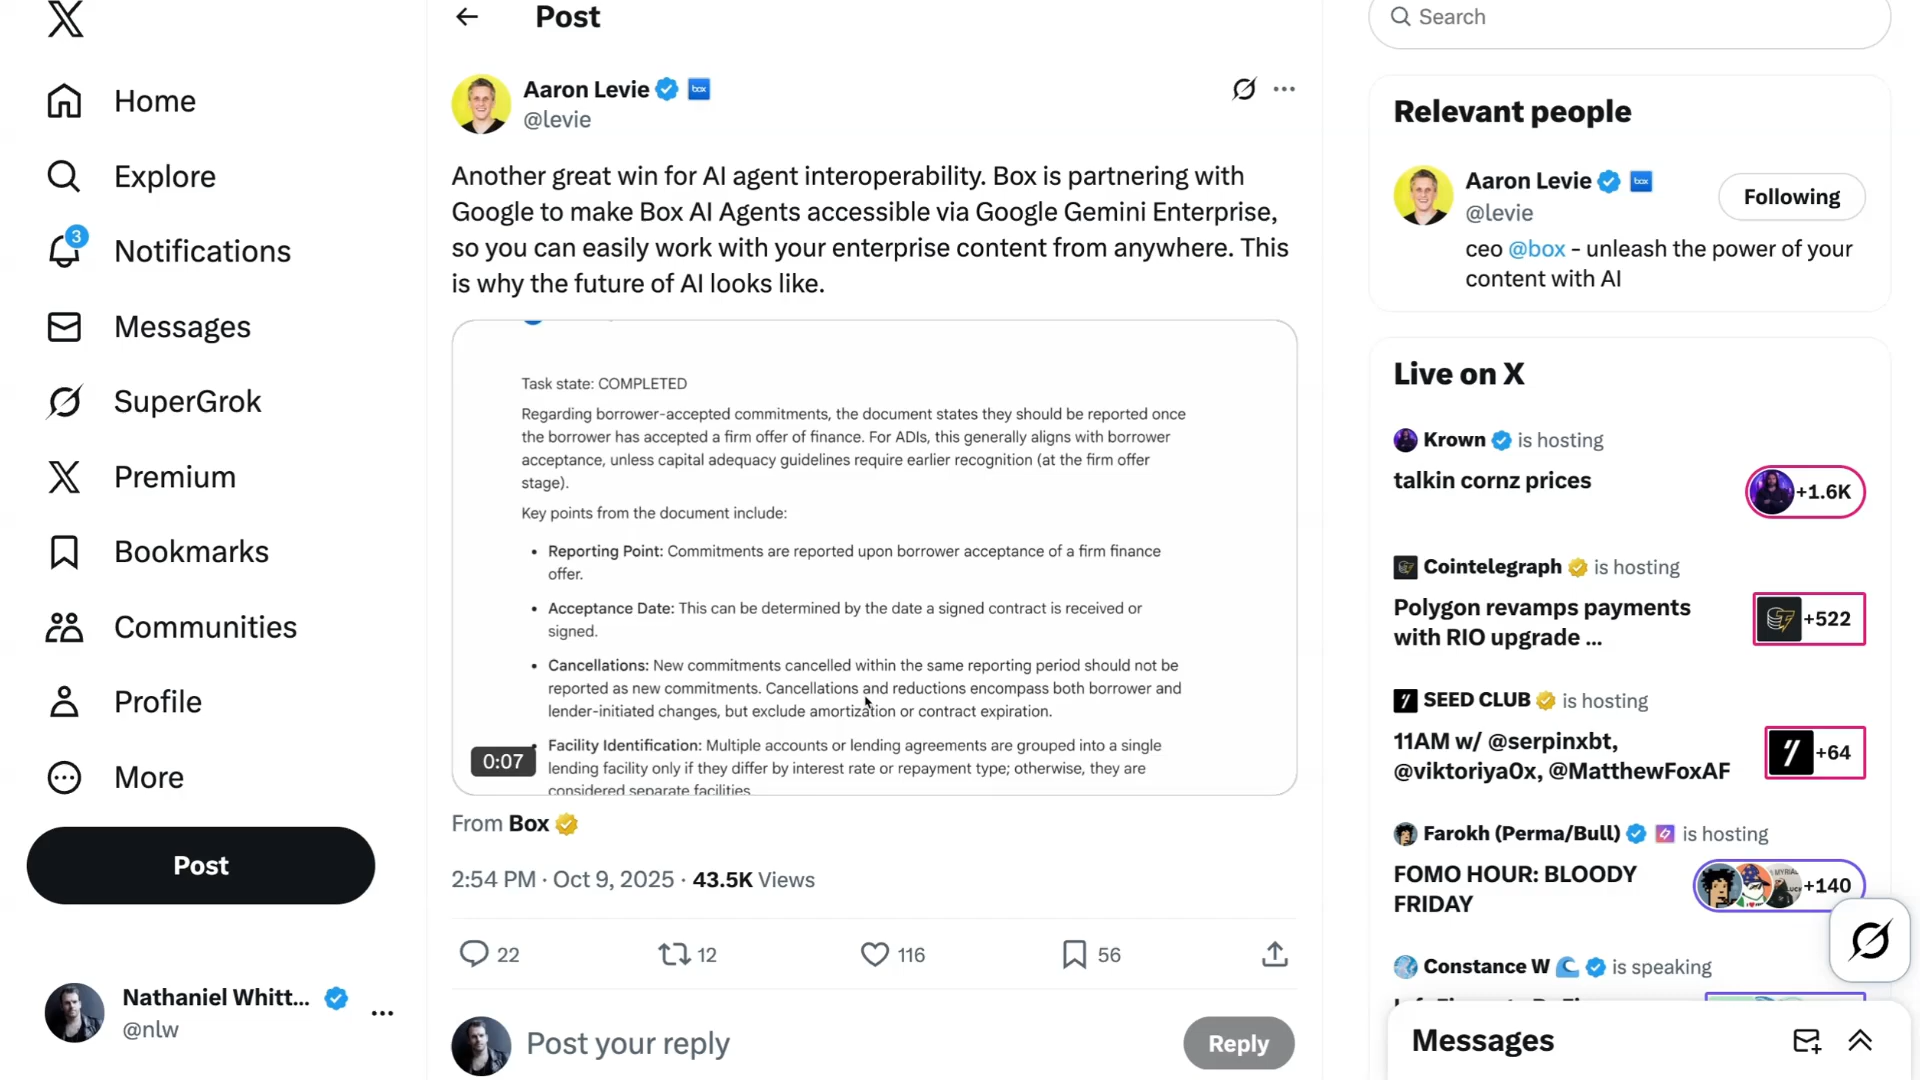 Home
Explore
3
Notifications
Messages
SuperGrok
Premium
Bookmarks
Communities
Profile
More
Post
Nathaniel Whitt...
@nlw
Post
Aaron Levie box
@levie
Another great win for AI agent interoperability. Box is partnering with
Google to make Box AI Agents accessible via Google Gemini Enterprise,
so you can easily work with your enterprise content from anywhere. This
is why the future of AI looks like.
Task state: COMPLETED
Regarding borrower-accepted commitments, the document states they should be reported once
the borrower has accepted a firm offer of finance. For ADIs, this generally aligns with borrower
acceptance, unless capital adequacy guidelines require earlier recognition (at the firm offer
stage).
Key points from the document include:
• Reporting Point: Commitments are reported upon borrower acceptance of a firm finance
offer.
• Acceptance Date: This can be determined by the date a signed contract is received or
signed.
• Cancellations: New commitments cancelled within the same reporting period should not be
reported as new commitments. Cancellations and reductions encompass both borrower and
lender-initiated changes, but exclude amortization or contract expiration.
• Facility Identification: Multiple accounts or lending agreements are grouped into a single
lending facility only if they differ by interest rate or repayment type; otherwise, they are
considered separate facilities
0:07
From Box
2:54 PM · Oct 9, 2025 · 43.5K Views
22 12 116 56
Post your reply
Reply
Search
Relevant people
Aaron Levie box
@levie
Following
ceo @box - unleash the power of your
content with AI
Live on X
Krown is hosting
talkin cornz prices
+1.6K
Cointelegraph is hosting
Polygon revamps payments
with RIO upgrade ...
+522
SEED CLUB is hosting
11AM w/ @serpinxbt,
@viktoriya0x, @MatthewFoxAF
+64
Farokh (Perma/Bull) is hosting
FOMO HOUR: BLOODY
FRIDAY
+140
Constance W is speaking
Messages